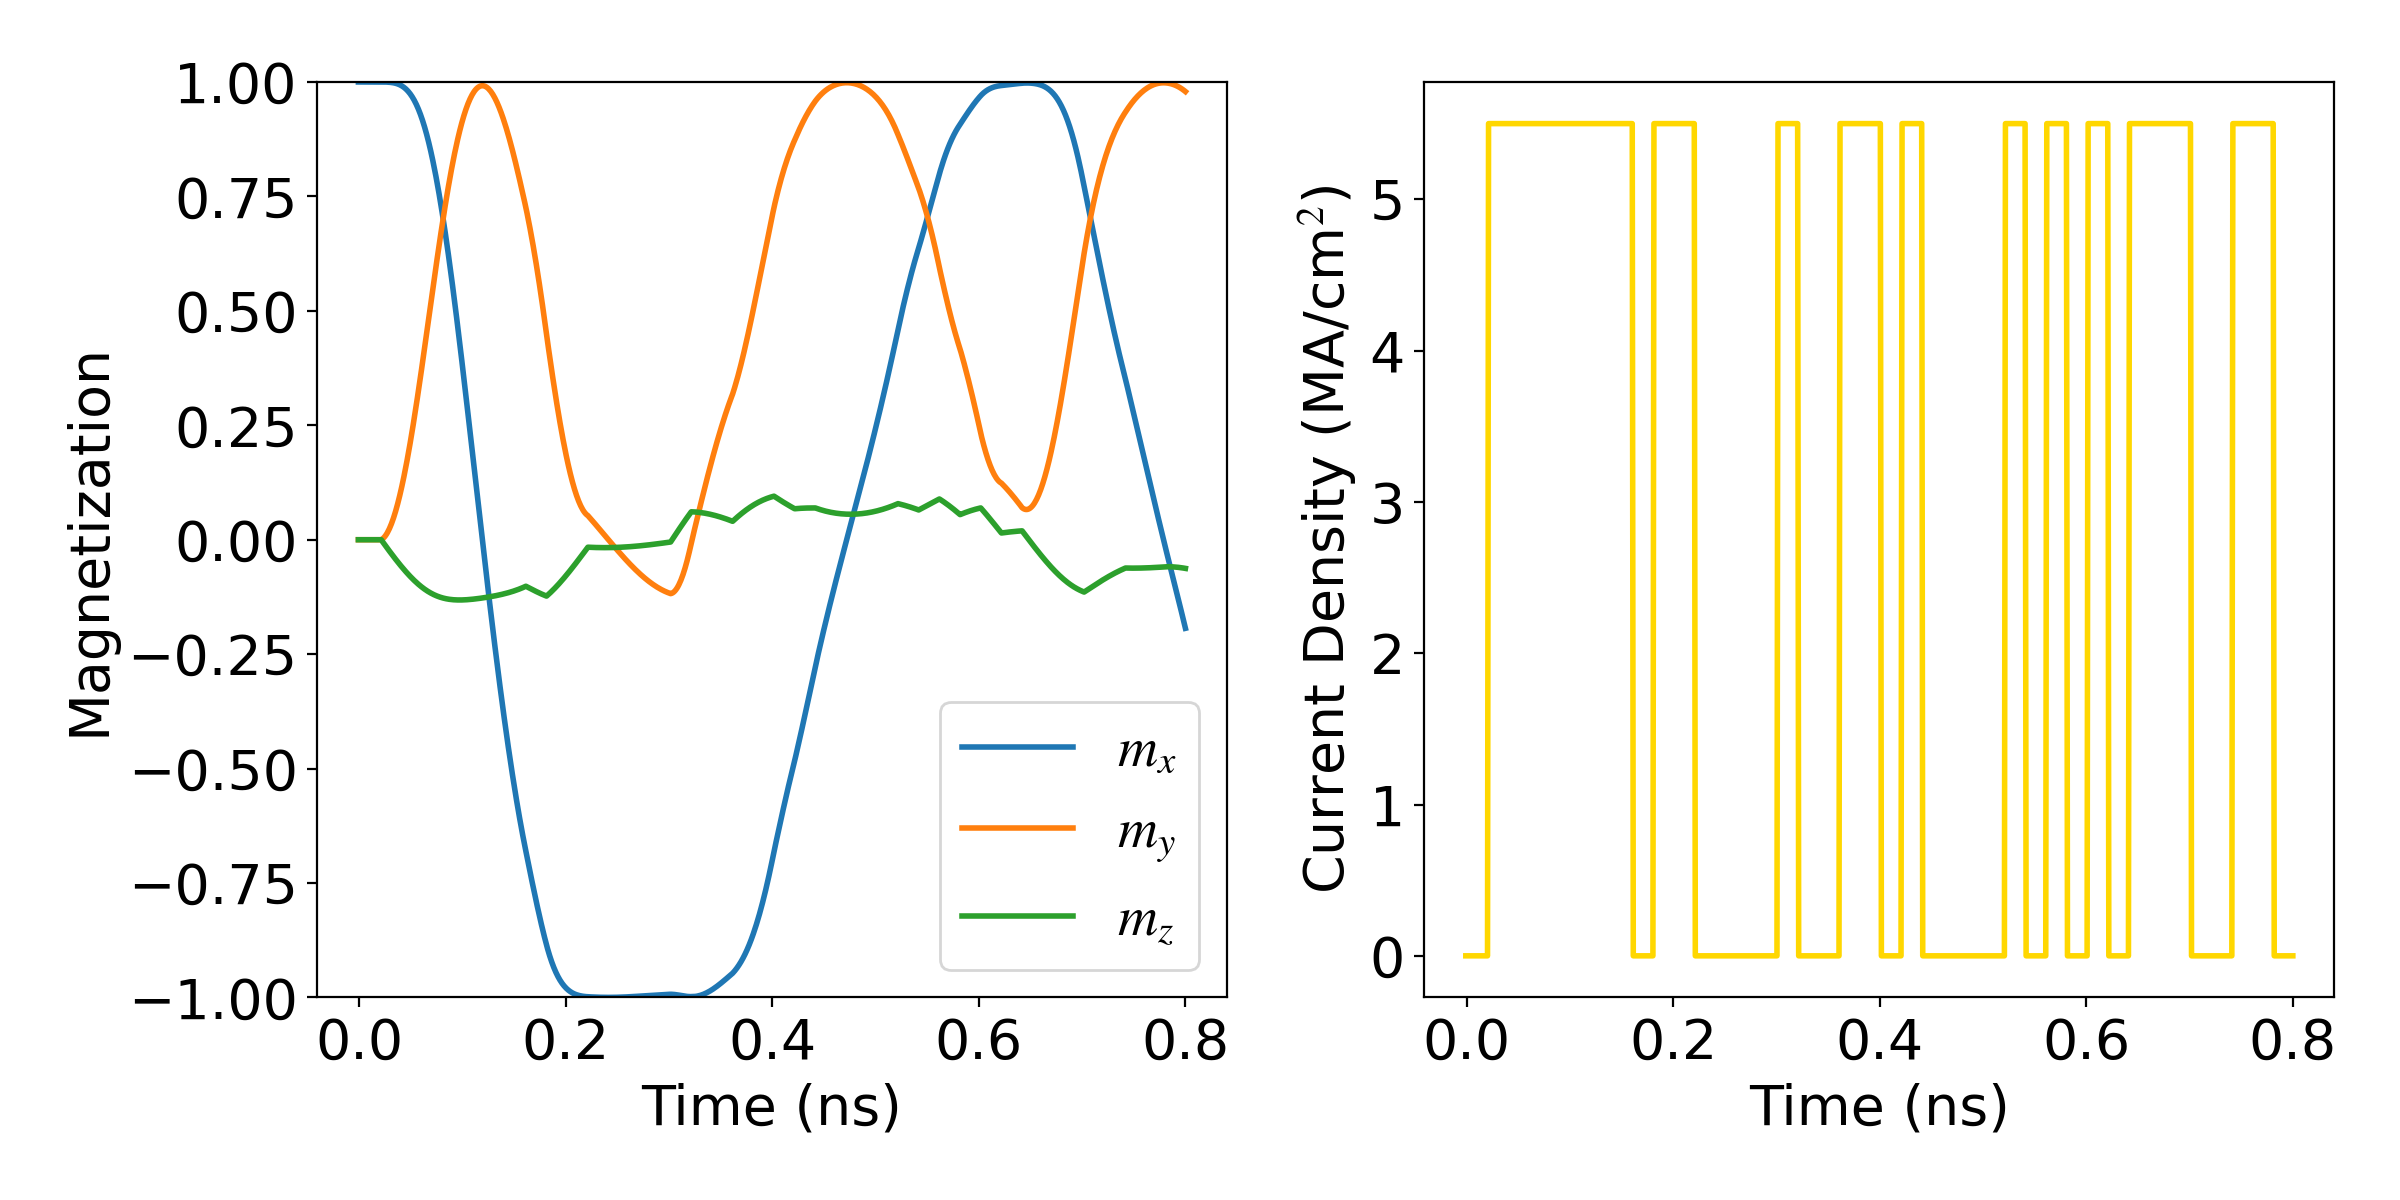 1.00
0.75
0.50
0.25
0.00
−0.25
−0.50
−0.75
−1.00
Magnetization
0.0 0.2 0.4 0.6 0.8
Time (ns)
m_x
m_y
m_z
5
4
3
2
1
0
Current Density (MA/cm²)
0.0 0.2 0.4 0.6 0.8
Time (ns)